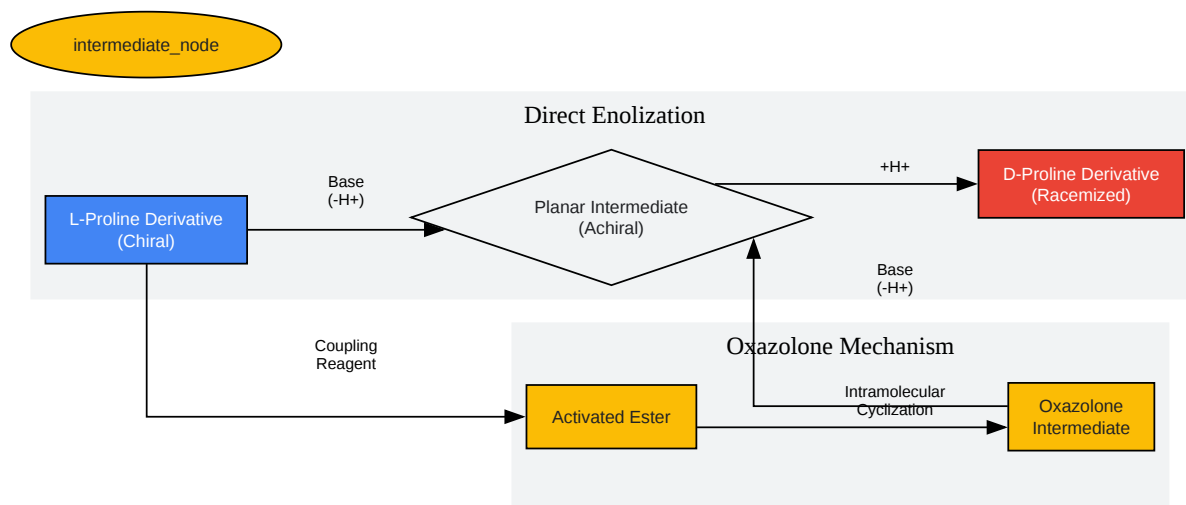 intermediate_node
Direct Enolization
L-Proline Derivative
(Chiral)
Base
(-H+)
Planar Intermediate
(Achiral)
+H+
D-Proline Derivative
(Racemized)
Base
(-H+)
Coupling
Reagent
Oxazolone Mechanism
Activated Ester
Intramolecular
Cyclization
Oxazolone
Intermediate